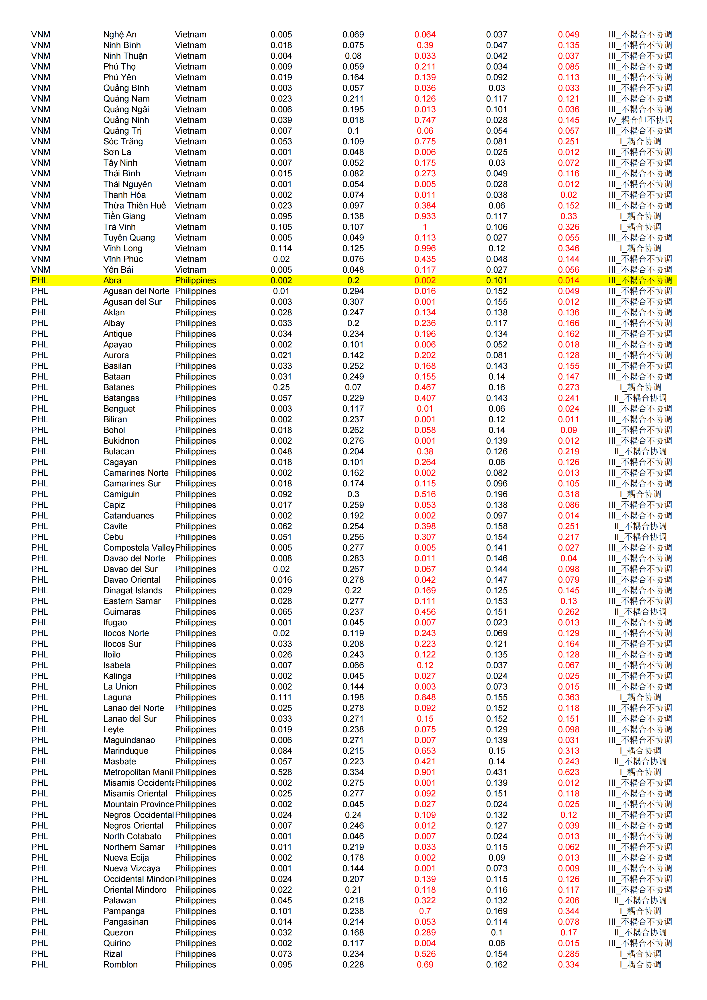 VNM Nghệ An Vietnam 0.005 0.069 0.064 0.037 0.049 III_不耦合不协调
VNM Ninh Bình Vietnam 0.018 0.075 0.39 0.047 0.135 III_不耦合不协调
VNM Ninh Thuận Vietnam 0.004 0.08 0.033 0.042 0.037 III_不耦合不协调
VNM Phú Thọ Vietnam 0.009 0.059 0.211 0.034 0.085 III_不耦合不协调
VNM Phú Yên Vietnam 0.019 0.164 0.139 0.092 0.113 III_不耦合不协调
VNM Quảng Bình Vietnam 0.003 0.057 0.036 0.03 0.033 III_不耦合不协调
VNM Quảng Nam Vietnam 0.023 0.211 0.126 0.117 0.121 III_不耦合不协调
VNM Quảng Ngãi Vietnam 0.006 0.195 0.013 0.101 0.036 III_不耦合不协调
VNM Quảng Ninh Vietnam 0.039 0.018 0.747 0.028 0.145 IV_耦合但不协调
VNM Quảng Trị Vietnam 0.007 0.1 0.06 0.054 0.057 III_不耦合不协调
VNM Sóc Trăng Vietnam 0.053 0.109 0.775 0.081 0.251 I_耦合协调
VNM Sơn La Vietnam 0.001 0.048 0.006 0.025 0.012 III_不耦合不协调
VNM Tây Ninh Vietnam 0.007 0.052 0.175 0.03 0.072 III_不耦合不协调
VNM Thái Bình Vietnam 0.015 0.082 0.273 0.049 0.116 III_不耦合不协调
VNM Thái Nguyên Vietnam 0.001 0.054 0.005 0.028 0.012 III_不耦合不协调
VNM Thanh Hóa Vietnam 0.002 0.074 0.011 0.038 0.02 III_不耦合不协调
VNM Thừa Thiên Huế Vietnam 0.023 0.097 0.384 0.06 0.152 III_不耦合不协调
VNM Tiền Giang Vietnam 0.095 0.138 0.933 0.117 0.33 I_耦合协调
VNM Trà Vinh Vietnam 0.105 0.107 1 0.106 0.326 I_耦合协调
VNM Tuyên Quang Vietnam 0.005 0.049 0.113 0.027 0.055 III_不耦合不协调
VNM Vĩnh Long Vietnam 0.114 0.125 0.996 0.12 0.346 I_耦合协调
VNM Vĩnh Phúc Vietnam 0.02 0.076 0.435 0.048 0.144 III_不耦合不协调
VNM Yên Bái Vietnam 0.005 0.048 0.117 0.027 0.056 III_不耦合不协调
PHL Abra Philippines 0.002 0.2 0.002 0.101 0.014 III_不耦合不协调
PHL Agusan del Norte Philippines 0.01 0.294 0.016 0.152 0.049 III_不耦合不协调
PHL Agusan del Sur Philippines 0.003 0.307 0.001 0.155 0.012 III_不耦合不协调
PHL Aklan Philippines 0.028 0.247 0.134 0.138 0.136 III_不耦合不协调
PHL Albay Philippines 0.033 0.2 0.236 0.117 0.166 III_不耦合不协调
PHL Antique Philippines 0.034 0.234 0.196 0.134 0.162 III_不耦合不协调
PHL Apayao Philippines 0.002 0.101 0.006 0.052 0.018 III_不耦合不协调
PHL Aurora Philippines 0.021 0.142 0.202 0.081 0.128 III_不耦合不协调
PHL Basilan Philippines 0.033 0.252 0.168 0.143 0.155 III_不耦合不协调
PHL Bataan Philippines 0.031 0.249 0.155 0.14 0.147 III_不耦合不协调
PHL Batanes Philippines 0.25 0.07 0.467 0.16 0.273 I_耦合协调
PHL Batangas Philippines 0.057 0.229 0.407 0.143 0.241 II_不耦合协调
PHL Benguet Philippines 0.003 0.117 0.01 0.06 0.024 III_不耦合不协调
PHL Biliran Philippines 0.002 0.237 0.001 0.12 0.011 III_不耦合不协调
PHL Bohol Philippines 0.018 0.262 0.058 0.14 0.09 III_不耦合不协调
PHL Bukidnon Philippines 0.002 0.276 0.001 0.139 0.012 III_不耦合不协调
PHL Bulacan Philippines 0.048 0.204 0.38 0.126 0.219 II_不耦合协调
PHL Cagayan Philippines 0.018 0.101 0.264 0.06 0.126 III_不耦合不协调
PHL Camarines Norte Philippines 0.002 0.162 0.002 0.082 0.013 III_不耦合不协调
PHL Camarines Sur Philippines 0.018 0.174 0.115 0.096 0.105 III_不耦合不协调
PHL Camiguin Philippines 0.092 0.3 0.516 0.196 0.318 I_耦合协调
PHL Capiz Philippines 0.017 0.259 0.053 0.138 0.086 III_不耦合不协调
PHL Catanduanes Philippines 0.002 0.192 0.002 0.097 0.014 III_不耦合不协调
PHL Cavite Philippines 0.062 0.254 0.398 0.158 0.251 II_不耦合协调
PHL Cebu Philippines 0.051 0.256 0.307 0.154 0.217 II_不耦合协调
PHL Compostela Valley Philippines 0.005 0.277 0.005 0.141 0.027 III_不耦合不协调
PHL Davao del Norte Philippines 0.008 0.283 0.011 0.146 0.04 III_不耦合不协调
PHL Davao del Sur Philippines 0.02 0.267 0.067 0.144 0.098 III_不耦合不协调
PHL Davao Oriental Philippines 0.016 0.278 0.042 0.147 0.079 III_不耦合不协调
PHL Dinagat Islands Philippines 0.029 0.22 0.169 0.125 0.145 III_不耦合不协调
PHL Eastern Samar Philippines 0.028 0.277 0.111 0.153 0.13 III_不耦合不协调
PHL Guimaras Philippines 0.065 0.237 0.456 0.151 0.262 II_不耦合协调
PHL Ifugao Philippines 0.001 0.045 0.007 0.023 0.013 III_不耦合不协调
PHL Ilocos Norte Philippines 0.02 0.119 0.243 0.069 0.129 III_不耦合不协调
PHL Ilocos Sur Philippines 0.033 0.208 0.223 0.121 0.164 III_不耦合不协调
PHL Iloilo Philippines 0.026 0.243 0.122 0.135 0.128 III_不耦合不协调
PHL Isabela Philippines 0.007 0.066 0.12 0.037 0.067 III_不耦合不协调
PHL Kalinga Philippines 0.002 0.045 0.027 0.024 0.025 III_不耦合不协调
PHL La Union Philippines 0.002 0.144 0.003 0.073 0.015 III_不耦合不协调
PHL Laguna Philippines 0.111 0.198 0.848 0.155 0.363 I_耦合协调
PHL Lanao del Norte Philippines 0.025 0.278 0.092 0.152 0.118 III_不耦合不协调
PHL Lanao del Sur Philippines 0.033 0.271 0.15 0.152 0.151 III_不耦合不协调
PHL Leyte Philippines 0.019 0.238 0.075 0.129 0.098 III_不耦合不协调
PHL Maguindanao Philippines 0.006 0.271 0.007 0.139 0.031 III_不耦合不协调
PHL Marinduque Philippines 0.084 0.215 0.653 0.15 0.313 I_耦合协调
PHL Masbate Philippines 0.057 0.223 0.421 0.14 0.243 II_不耦合协调
PHL Metropolitan Manil Philippines 0.528 0.334 0.901 0.431 0.623 I_耦合协调
PHL Misamis Occident Philippines 0.002 0.275 0.001 0.139 0.012 III_不耦合不协调
PHL Misamis Oriental Philippines 0.025 0.277 0.092 0.151 0.118 III_不耦合不协调
PHL Mountain Province Philippines 0.002 0.045 0.027 0.024 0.025 III_不耦合不协调
PHL Negros Occidental Philippines 0.024 0.24 0.109 0.132 0.12 III_不耦合不协调
PHL Negros Oriental Philippines 0.007 0.246 0.012 0.127 0.039 III_不耦合不协调
PHL North Cotabato Philippines 0.001 0.046 0.007 0.024 0.013 III_不耦合不协调
PHL Northern Samar Philippines 0.011 0.219 0.033 0.115 0.062 III_不耦合不协调
PHL Nueva Ecija Philippines 0.002 0.178 0.002 0.09 0.013 III_不耦合不协调
PHL Nueva Vizcaya Philippines 0.001 0.144 0.001 0.073 0.009 III_不耦合不协调
PHL Occidental Mindor Philippines 0.024 0.207 0.139 0.115 0.126 III_不耦合不协调
PHL Oriental Mindoro Philippines 0.022 0.21 0.118 0.116 0.117 III_不耦合不协调
PHL Palawan Philippines 0.045 0.218 0.322 0.132 0.206 II_不耦合协调
PHL Pampanga Philippines 0.101 0.238 0.7 0.169 0.344 I_耦合协调
PHL Pangasinan Philippines 0.014 0.214 0.053 0.114 0.078 III_不耦合不协调
PHL Quezon Philippines 0.032 0.168 0.289 0.1 0.17 II_不耦合协调
PHL Quirino Philippines 0.002 0.117 0.004 0.06 0.015 III_不耦合不协调
PHL Rizal Philippines 0.073 0.234 0.526 0.154 0.285 I_耦合协调
PHL Romblon Philippines 0.095 0.228 0.69 0.162 0.334 I_耦合协调